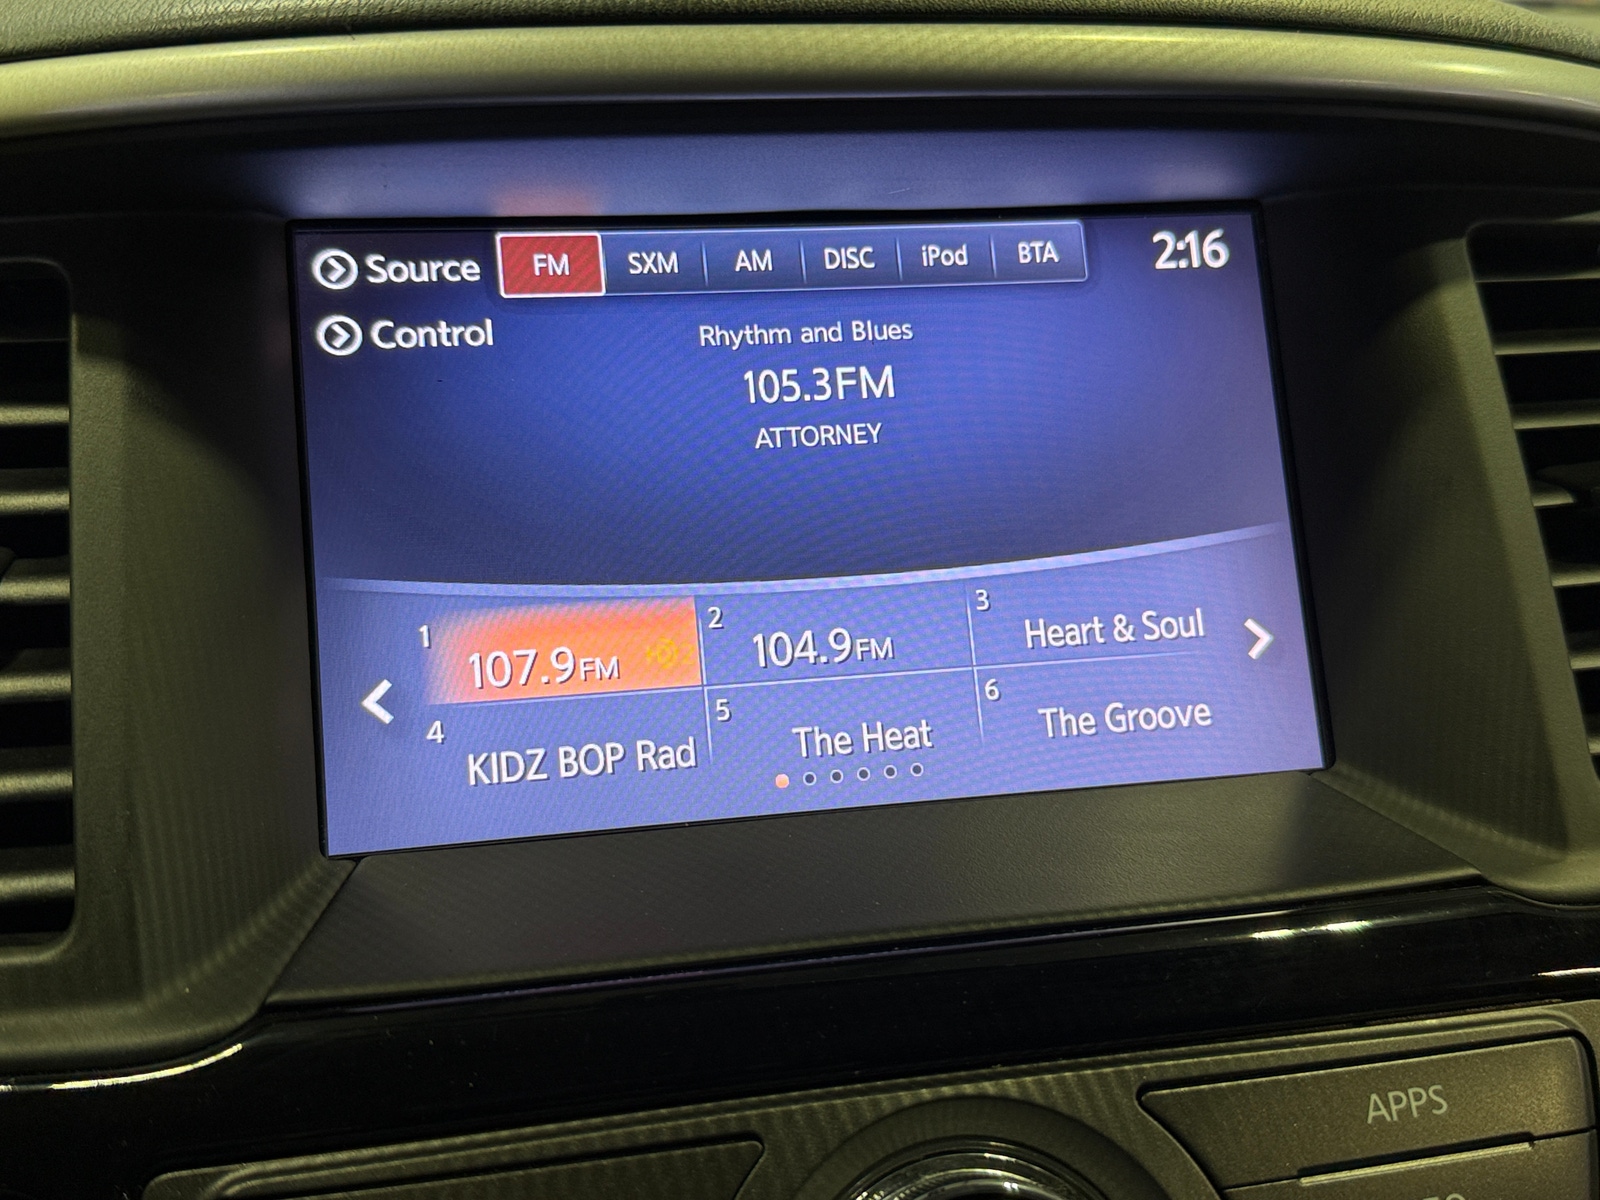 Source FM SXM AM DISC iPod BTA 2:16
Control
Rhythm and Blues
105.3FM
ATTORNEY
1 107.9FM
2 104.9FM
3 Heart & Soul
4 KIDZ BOP Rad
5 The Heat
6 The Groove
APPS